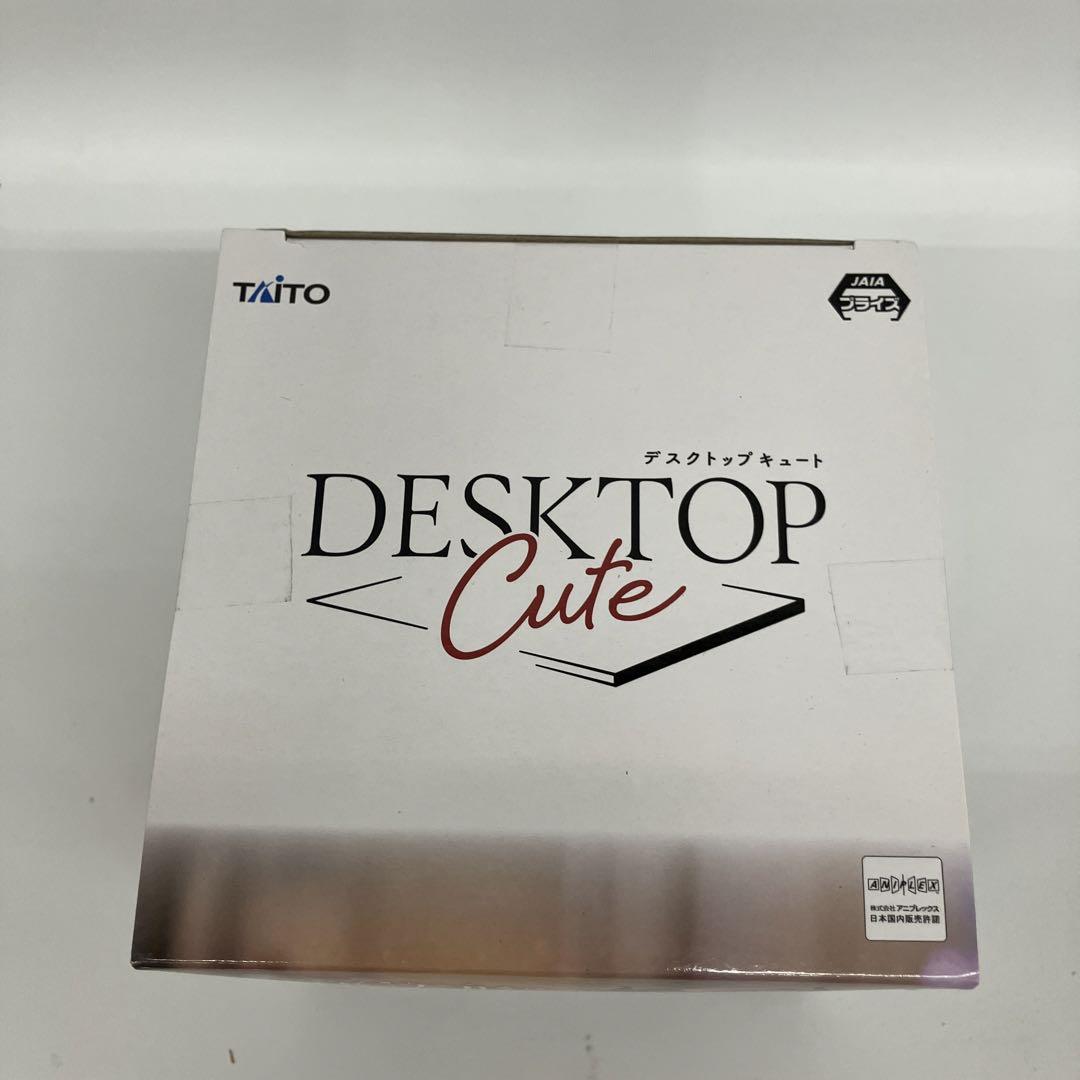 TAITO
JAIA
プライズ
デスクトップキュート
DESKTOP
Cute
ANIPLEX
株式会社アニプレックス
日本国内販売許諾